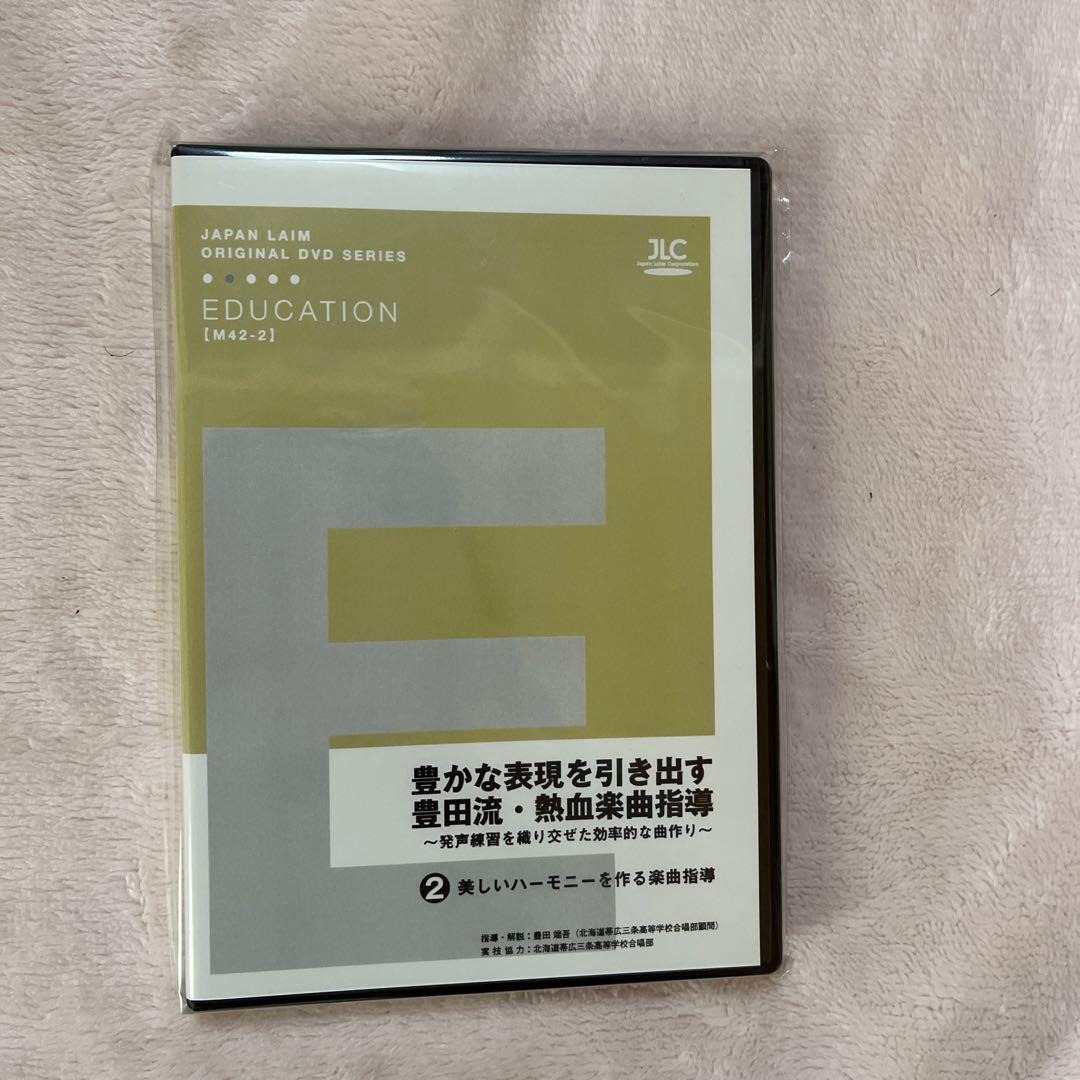 JAPAN LAIM
ORIGINAL DVD SERIES
JLC
Japan Laim Corporation
EDUCATION
【M42-2】
豊かな表現を引き出す
豊田流・熱血楽曲指導
～発声練習を織り交ぜた効率的な曲作り～
❷ 美しいハーモニーを作る楽曲指導
指導・解説：豊田 端吾（北海道帯広三条高等学校合唱部顧問）
実技協力：北海道帯広三条高等学校合唱部